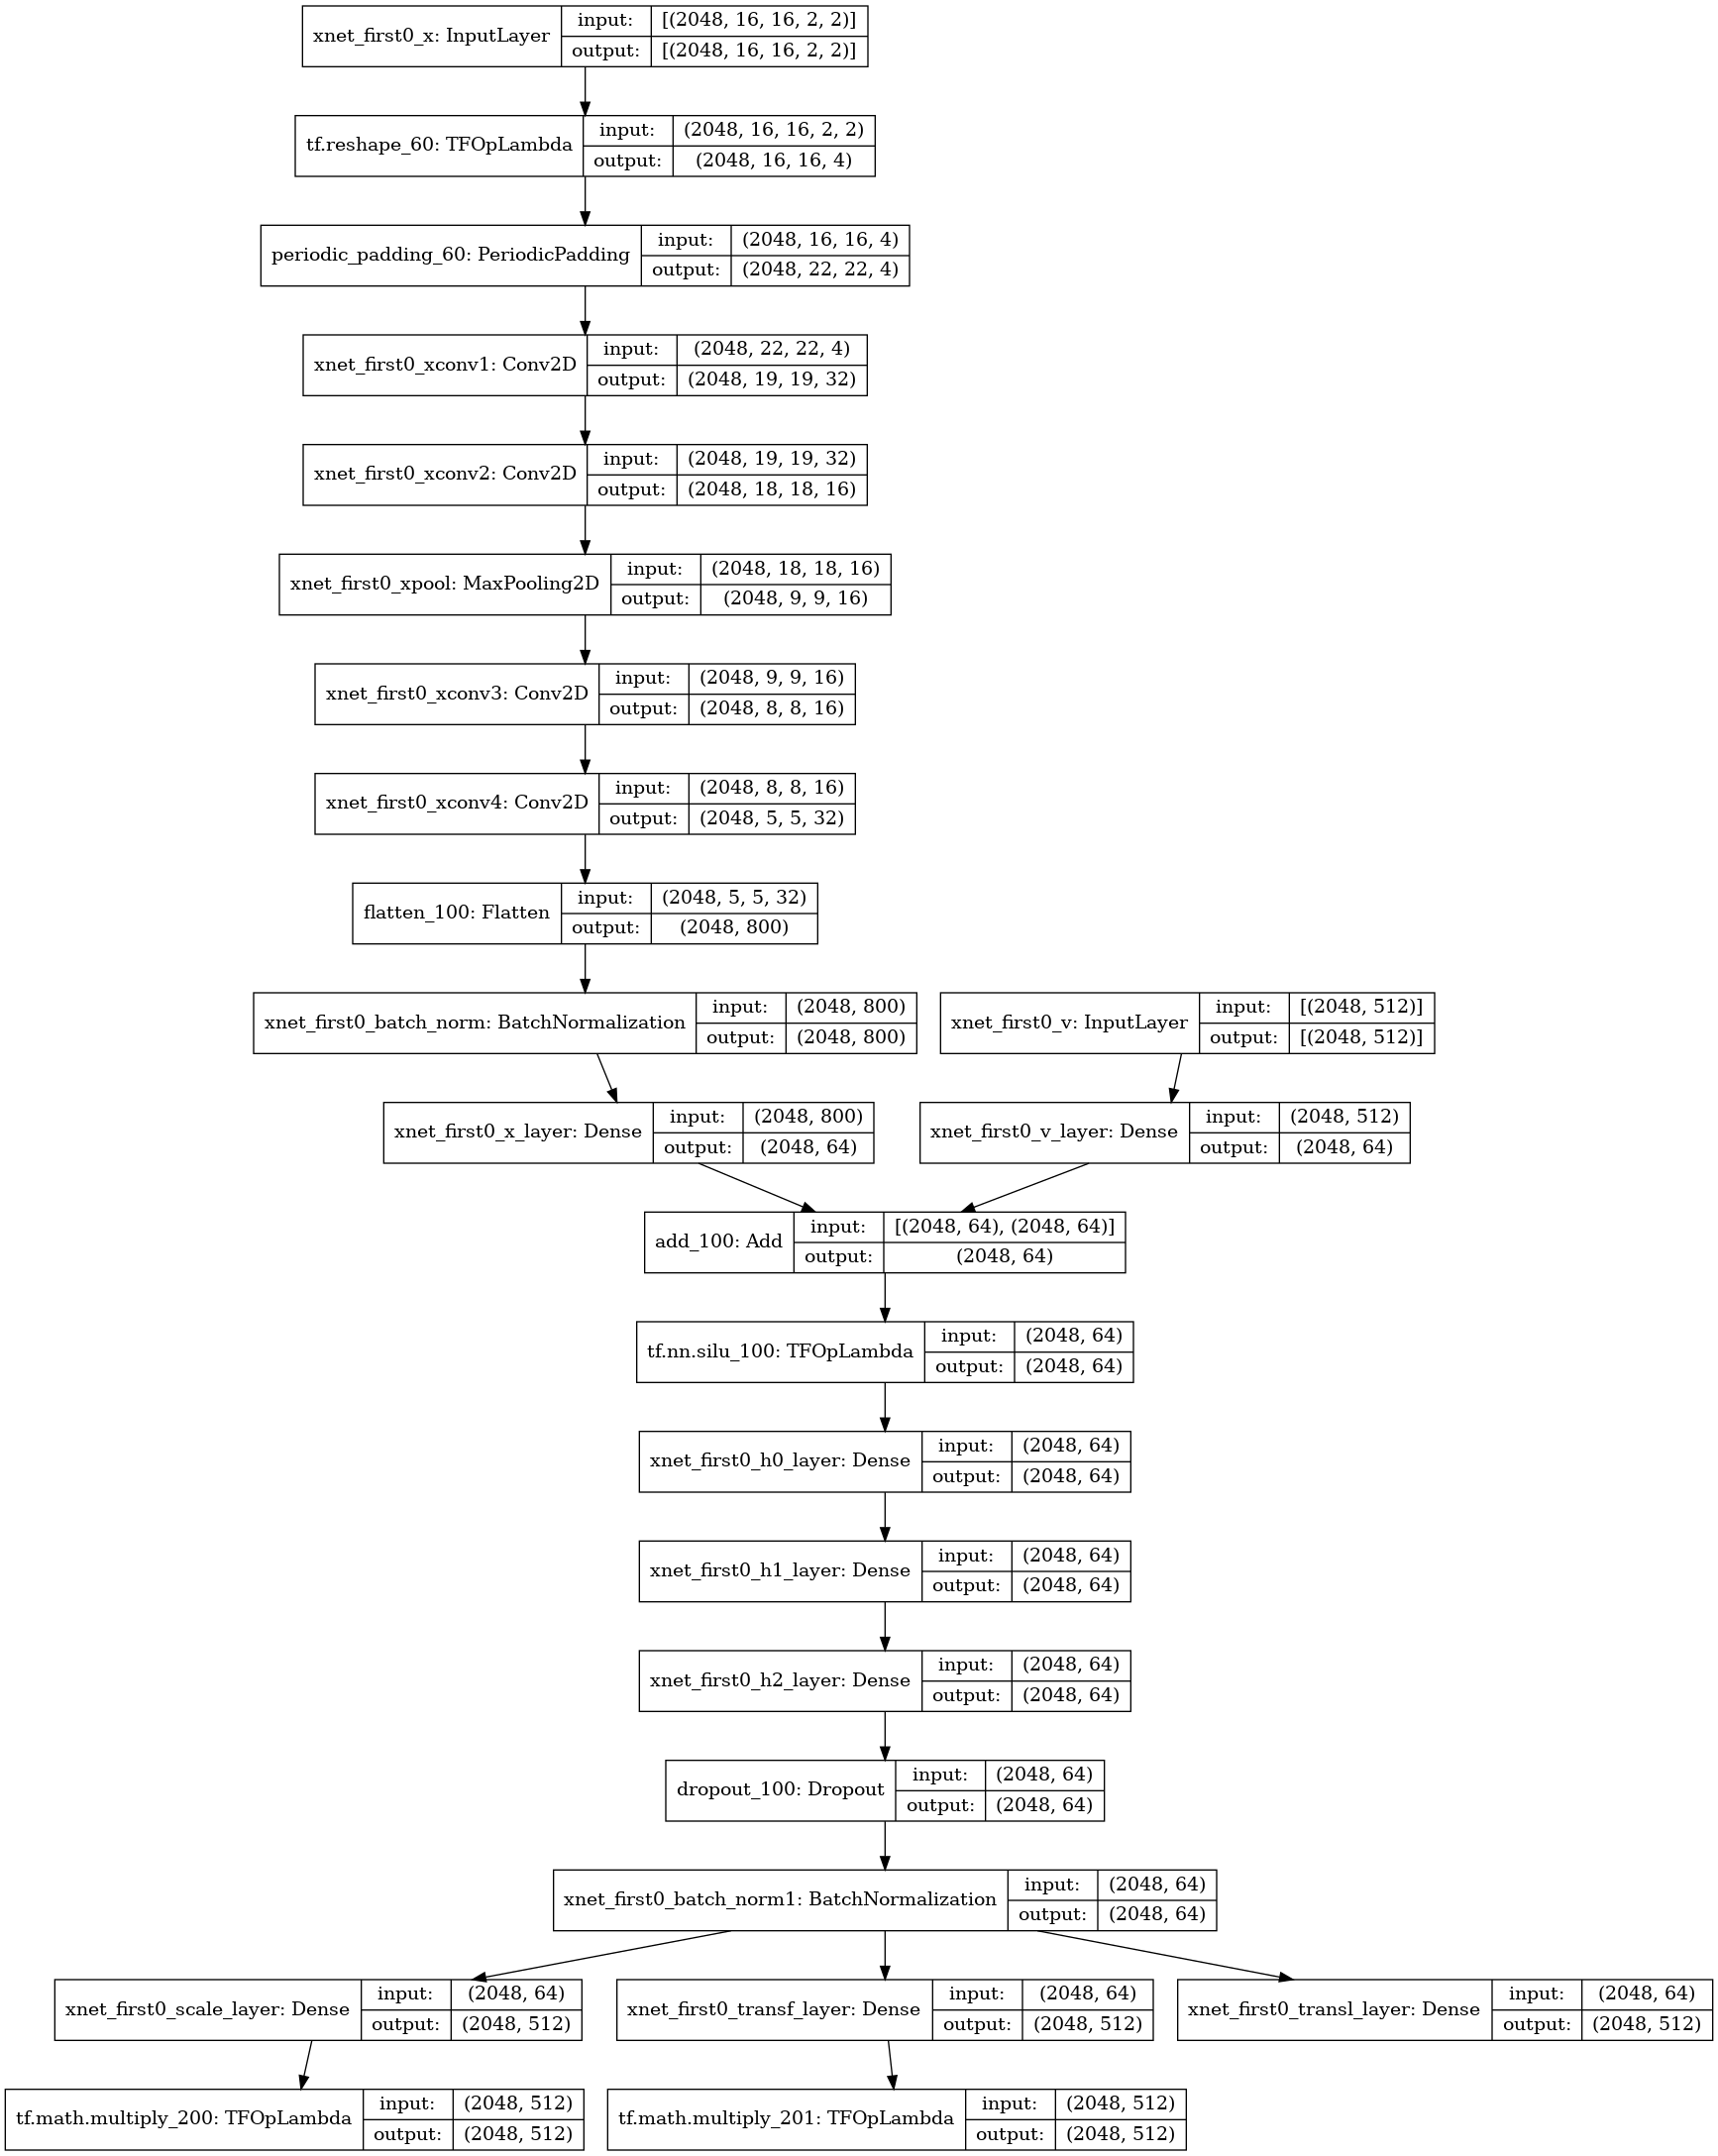 xnet_first0_x: InputLayer
input: [(2048, 16, 16, 2, 2)]
output: [(2048, 16, 16, 2, 2)]
tf.reshape_60: TFOpLambda
input: (2048, 16, 16, 2, 2)
output: (2048, 16, 16, 4)
periodic_padding_60: PeriodicPadding
input: (2048, 16, 16, 4)
output: (2048, 22, 22, 4)
xnet_first0_xconv1: Conv2D
input: (2048, 22, 22, 4)
output: (2048, 19, 19, 32)
xnet_first0_xconv2: Conv2D
input: (2048, 19, 19, 32)
output: (2048, 18, 18, 16)
xnet_first0_xpool: MaxPooling2D
input: (2048, 18, 18, 16)
output: (2048, 9, 9, 16)
xnet_first0_xconv3: Conv2D
input: (2048, 9, 9, 16)
output: (2048, 8, 8, 16)
xnet_first0_xconv4: Conv2D
input: (2048, 8, 8, 16)
output: (2048, 5, 5, 32)
flatten_100: Flatten
input: (2048, 5, 5, 32)
output: (2048, 800)
xnet_first0_batch_norm: BatchNormalization
input: (2048, 800)
output: (2048, 800)
xnet_first0_v: InputLayer
input: [(2048, 512)]
output: [(2048, 512)]
xnet_first0_x_layer: Dense
input: (2048, 800)
output: (2048, 64)
xnet_first0_v_layer: Dense
input: (2048, 512)
output: (2048, 64)
add_100: Add
input: [(2048, 64), (2048, 64)]
output: (2048, 64)
tf.nn.silu_100: TFOpLambda
input: (2048, 64)
output: (2048, 64)
xnet_first0_h0_layer: Dense
input: (2048, 64)
output: (2048, 64)
xnet_first0_h1_layer: Dense
input: (2048, 64)
output: (2048, 64)
xnet_first0_h2_layer: Dense
input: (2048, 64)
output: (2048, 64)
dropout_100: Dropout
input: (2048, 64)
output: (2048, 64)
xnet_first0_batch_norm1: BatchNormalization
input: (2048, 64)
output: (2048, 64)
xnet_first0_scale_layer: Dense
input: (2048, 64)
output: (2048, 512)
xnet_first0_transf_layer: Dense
input: (2048, 64)
output: (2048, 512)
xnet_first0_transl_layer: Dense
input: (2048, 64)
output: (2048, 512)
tf.math.multiply_200: TFOpLambda
input: (2048, 512)
output: (2048, 512)
tf.math.multiply_201: TFOpLambda
input: (2048, 512)
output: (2048, 512)